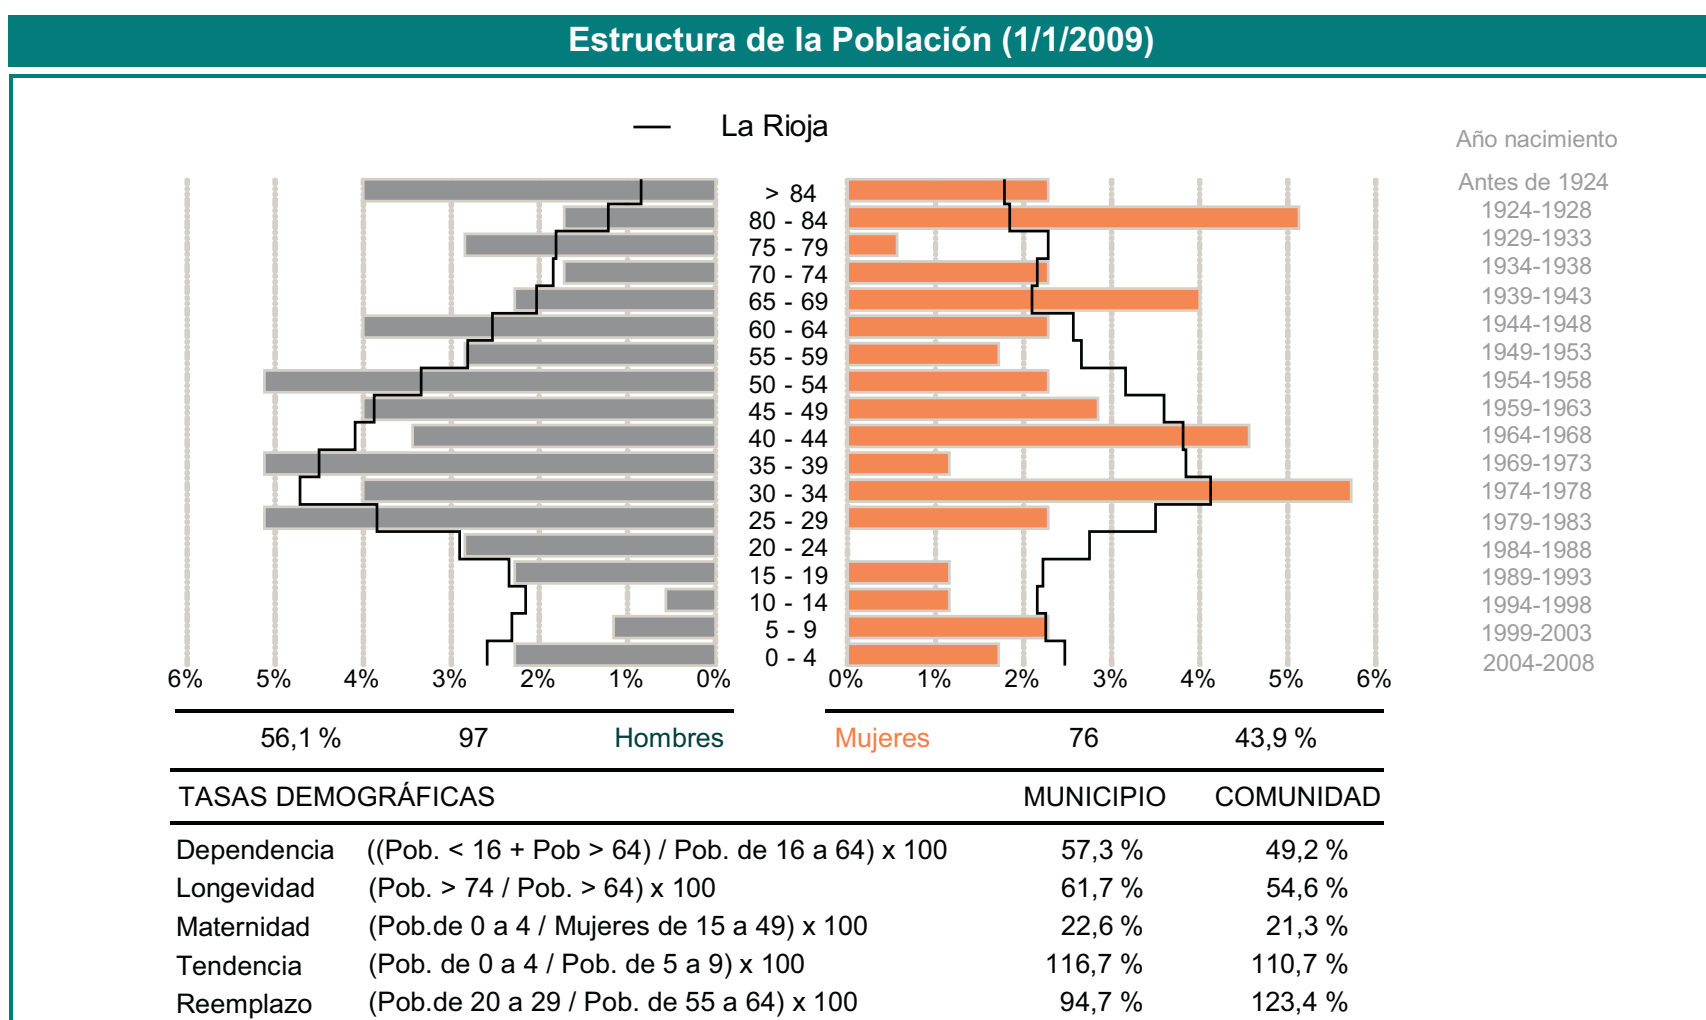 Estructura de la Población (1/1/2009)
La Rioja
Año nacimiento
> 84 Antes de 1924
80 - 84 1924-1928
75 - 79 1929-1933
70 - 74 1934-1938
65 - 69 1939-1943
60 - 64 1944-1948
55 - 59 1949-1953
50 - 54 1954-1958
45 - 49 1959-1963
40 - 44 1964-1968
35 - 39 1969-1973
30 - 34 1974-1978
25 - 29 1979-1983
20 - 24 1984-1988
15 - 19 1989-1993
10 - 14 1994-1998
5 - 9 1999-2003
0 - 4 2004-2008
6% 5% 4% 3% 2% 1% 0% 0% 1% 2% 3% 4% 5% 6%
56,1 % 97 Hombres Mujeres 76 43,9 %
TASAS DEMOGRÁFICAS MUNICIPIO COMUNIDAD
Dependencia ((Pob. < 16 + Pob > 64) / Pob. de 16 a 64) x 100 57,3 % 49,2 %
Longevidad (Pob. > 74 / Pob. > 64) x 100 61,7 % 54,6 %
Maternidad (Pob.de 0 a 4 / Mujeres de 15 a 49) x 100 22,6 % 21,3 %
Tendencia (Pob. de 0 a 4 / Pob. de 5 a 9) x 100 116,7 % 110,7 %
Reemplazo (Pob.de 20 a 29 / Pob. de 55 a 64) x 100 94,7 % 123,4 %